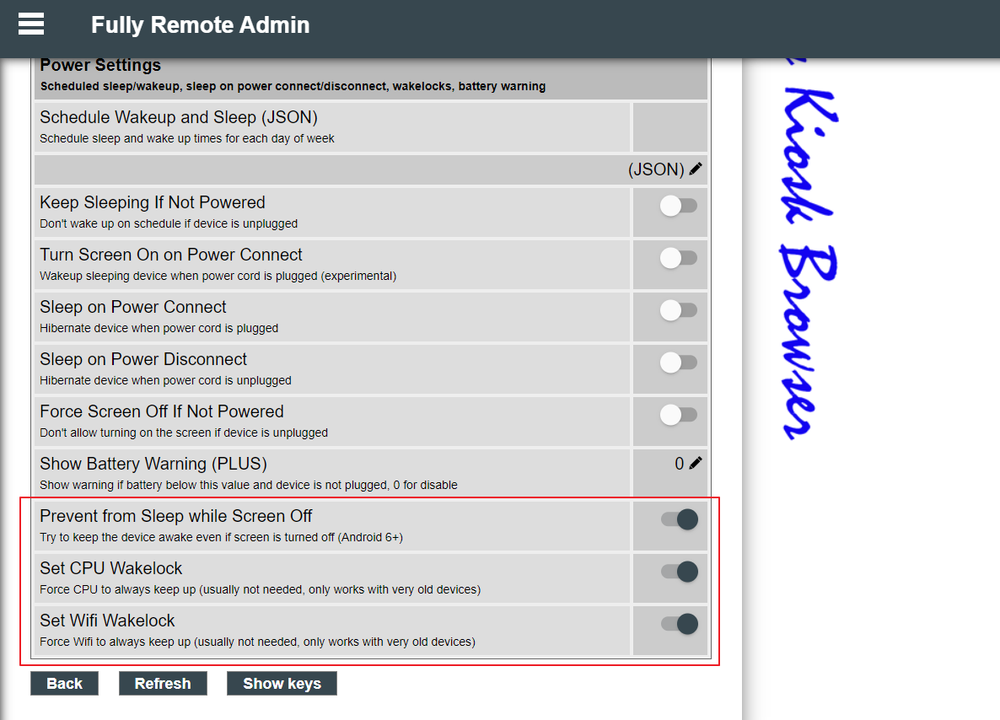 Fully Remote Admin
Power Settings
Scheduled sleep/wakeup, sleep on power connect/disconnect, wakelocks, battery warning
Schedule Wakeup and Sleep (JSON)
Schedule sleep and wake up times for each day of week
(JSON)
Keep Sleeping If Not Powered
Don't wake up on schedule if device is unplugged
Turn Screen On on Power Connect
Wakeup sleeping device when power cord is plugged (experimental)
Sleep on Power Connect
Hibernate device when power cord is plugged
Sleep on Power Disconnect
Hibernate device when power cord is unplugged
Force Screen Off If Not Powered
Don't allow turning on the screen if device is unplugged
Show Battery Warning (PLUS)
0
Show warning if battery below this value and device is not plugged, 0 for disable
Prevent from Sleep while Screen Off
Try to keep the device awake even if screen is turned off (Android 6+)
Set CPU Wakelock
Force CPU to always keep up (usually not needed, only works with very old devices)
Set Wifi Wakelock
Force Wifi to always keep up (usually not needed, only works with very old devices)
Back
Refresh
Show keys
Kiosk Browser